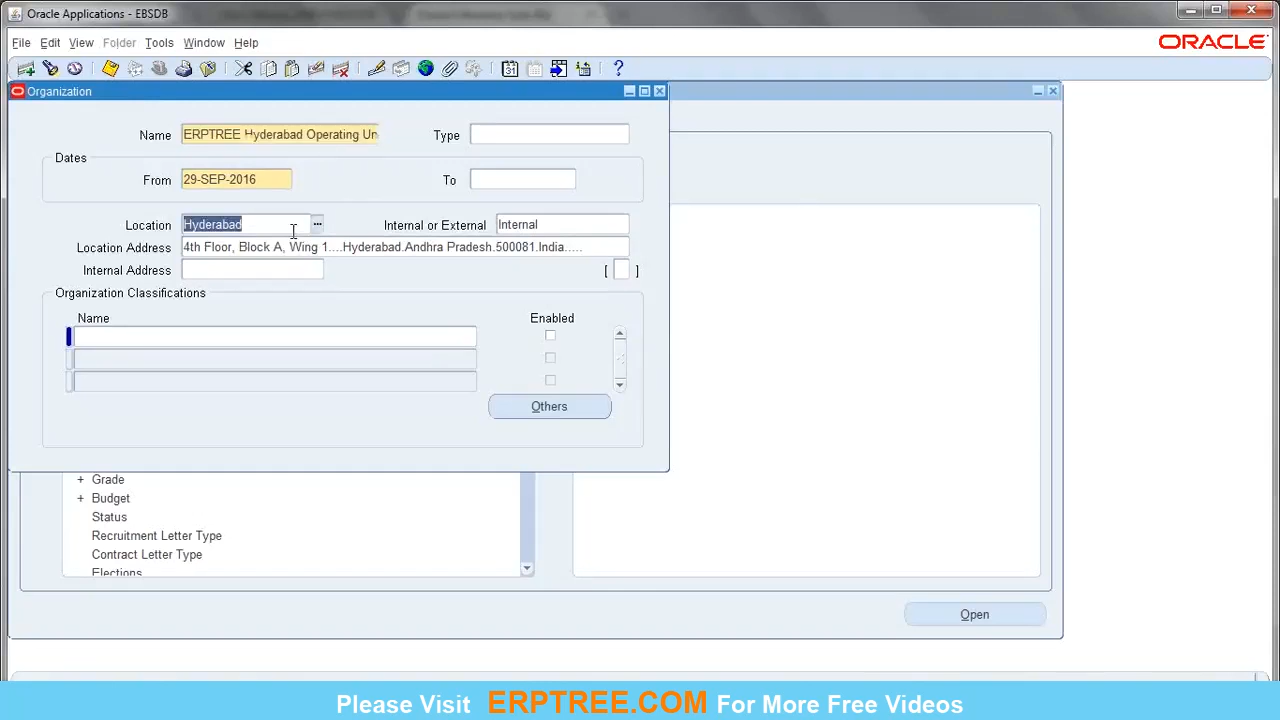 Oracle Applications - EBSDB
File Edit View Folder Tools Window Help
ORACLE
Organization
Name ERPTREE Hyderabad Operating Un Type
Dates
From 29-SEP-2016 To
Location Hyderabad Internal or External Internal
Location Address 4th Floor, Block A, Wing 1....Hyderabad.Andhra Pradesh.500081.India.....
Internal Address [ ]
Organization Classifications
Name Enabled
Others
+ Grade
+ Budget
Status
Recruitment Letter Type
Contract Letter Type
Elections
Open
Please Visit ERPTREE.COM For More Free Videos